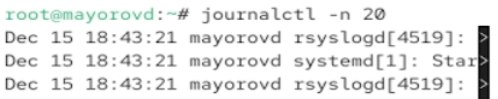 root@mayorovd:~# journalctl -n 20
Dec 15 18:43:21 mayorovd rsyslogd[4519]: >
Dec 15 18:43:21 mayorovd systemd[1]: Star>
Dec 15 18:43:21 mayorovd rsyslogd[4519]: >